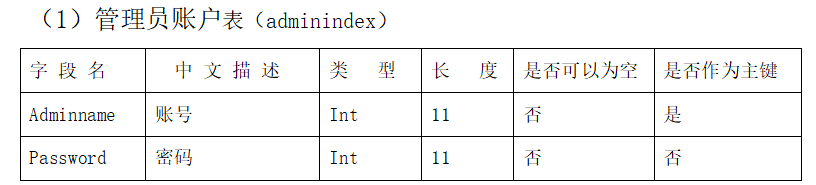 （1）管理员账户表（adminindex）
字段名 中文描述 类型 长度 是否可以为空 是否作为主键
Adminname 账号 Int 11 否 是
Password 密码 Int 11 否 否